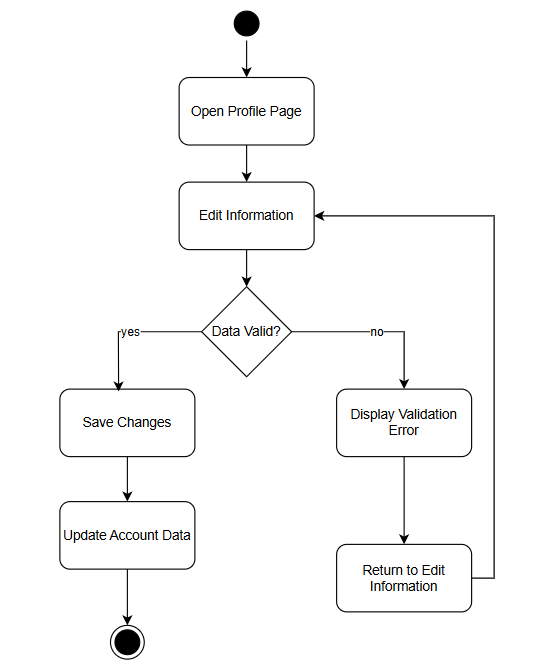 Open Profile Page
Edit Information
Data Valid?
yes
no
Save Changes
Display Validation
Error
Update Account Data
Return to Edit
Information